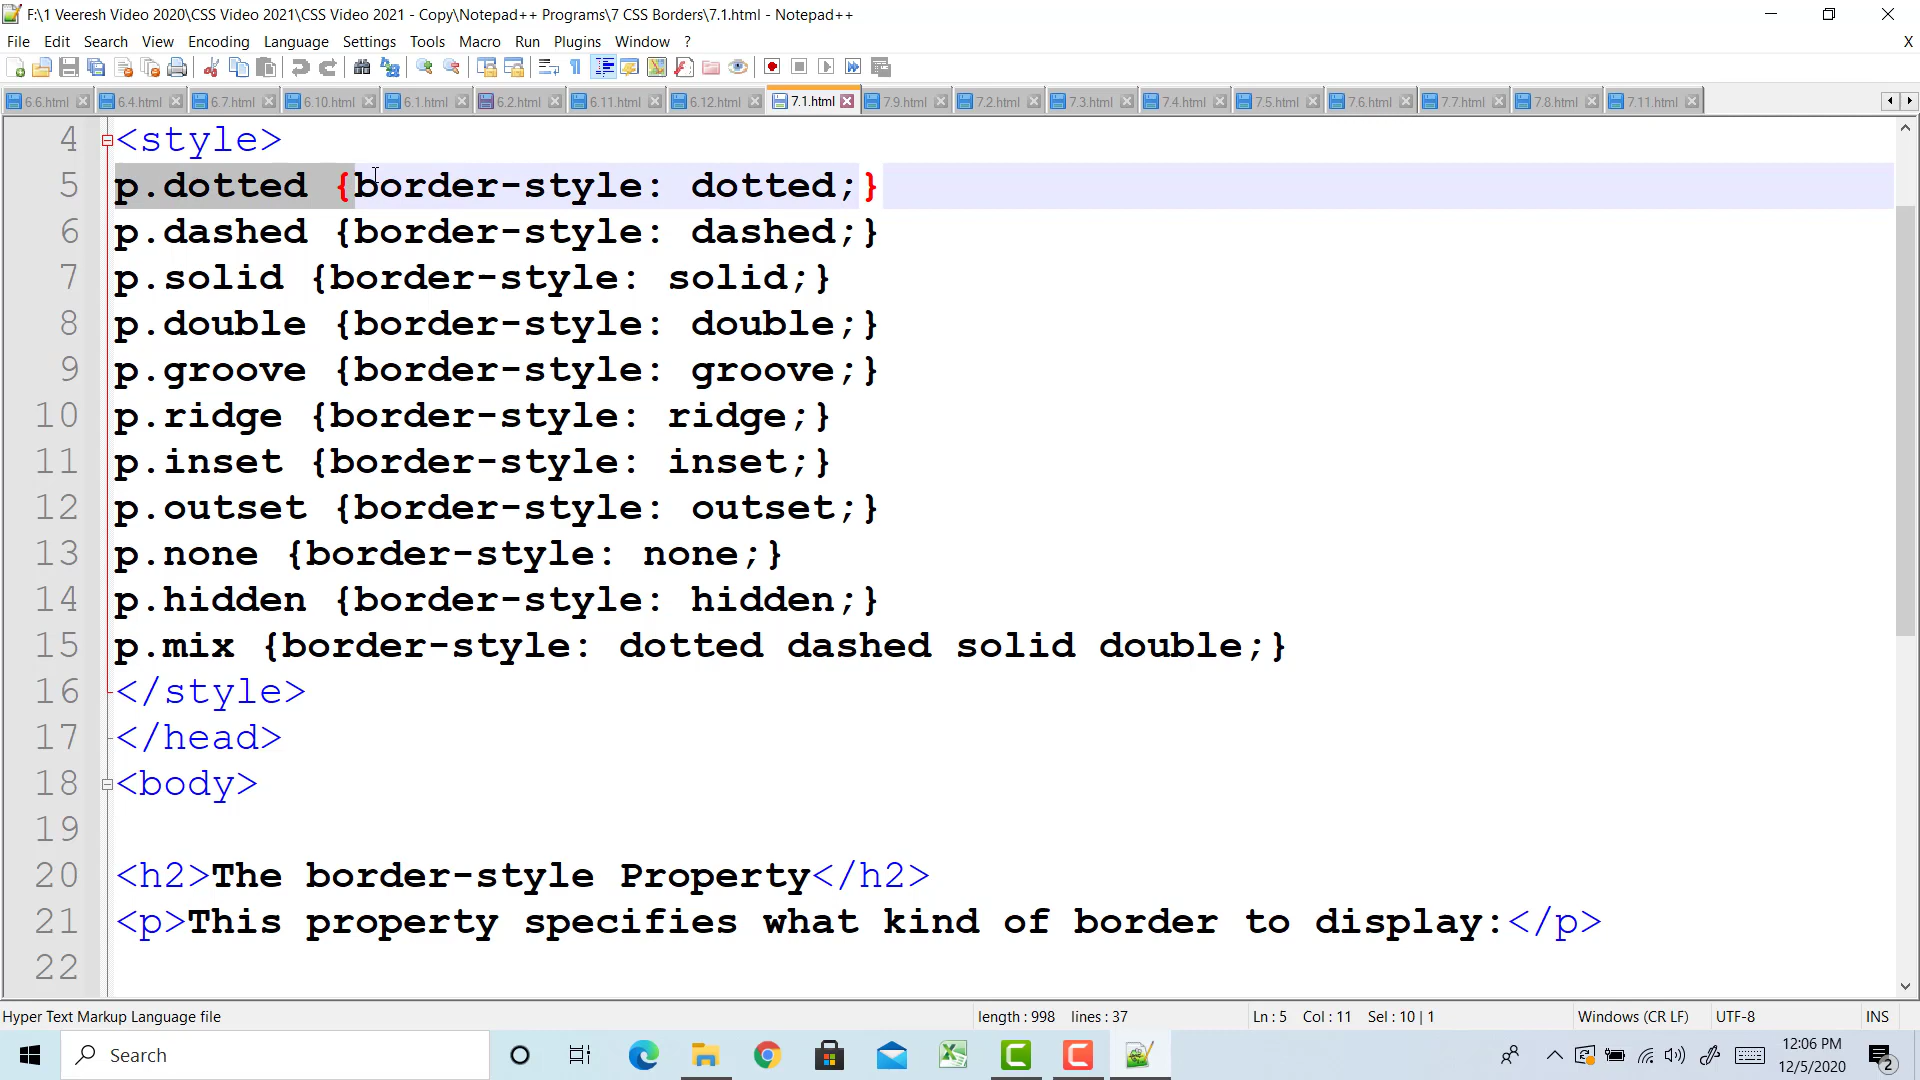 F:\1 Veeresh Video 2020\CSS Video 2021\CSS Video 2021 - Copy\Notepad++ Programs\7 CSS Borders\7.1.html - Notepad++
File Edit Search View Encoding Language Settings Tools Macro Run Plugins Window ? X
6.6.html 6.4.html 6.7.html 6.10.html 6.1.html 6.2.html 6.11.html 6.12.html 7.1.html 7.9.html 7.2.html 7.3.html 7.4.html 7.5.html 7.6.html 7.7.html 7.8.html 7.11.html
4 <style>
5 p.dotted {border-style: dotted;}
6 p.dashed {border-style: dashed;}
7 p.solid {border-style: solid;}
8 p.double {border-style: double;}
9 p.groove {border-style: groove;}
10 p.ridge {border-style: ridge;}
11 p.inset {border-style: inset;}
12 p.outset {border-style: outset;}
13 p.none {border-style: none;}
14 p.hidden {border-style: hidden;}
15 p.mix {border-style: dotted dashed solid double;}
16 </style>
17 </head>
18 <body>
19
20 <h2>The border-style Property</h2>
21 <p>This property specifies what kind of border to display:</p>
22
Hyper Text Markup Language file length : 998 lines : 37 Ln : 5 Col : 11 Sel : 10 | 1 Windows (CR LF) UTF-8 INS
Search 12:06 PM
12/5/2020 2